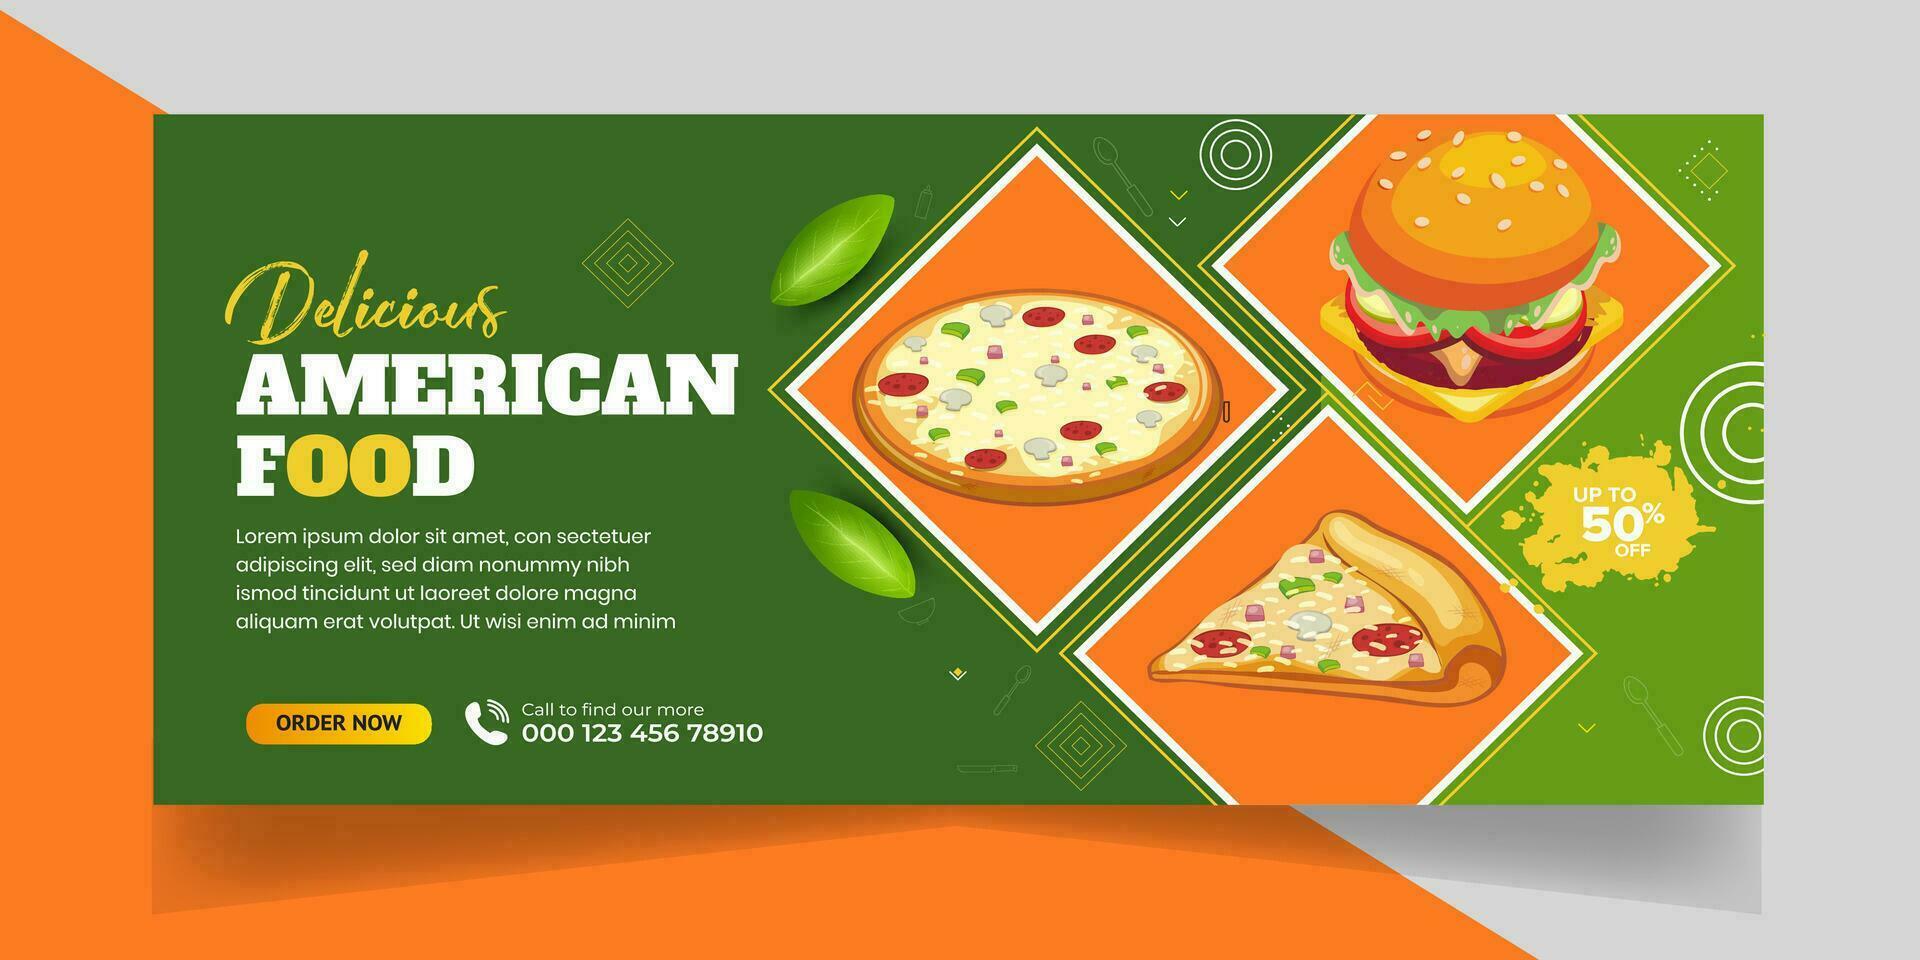 Delicious
AMERICAN
FOOD
Lorem ipsum dolor sit amet, con sectetuer
adipiscing elit, sed diam nonummy nibh
ismod tincidunt ut laoreet dolore magna
aliquam erat volutpat. Ut wisi enim ad minim
ORDER NOW
Call to find our more
000 123 456 78910
UP TO
50%
OFF